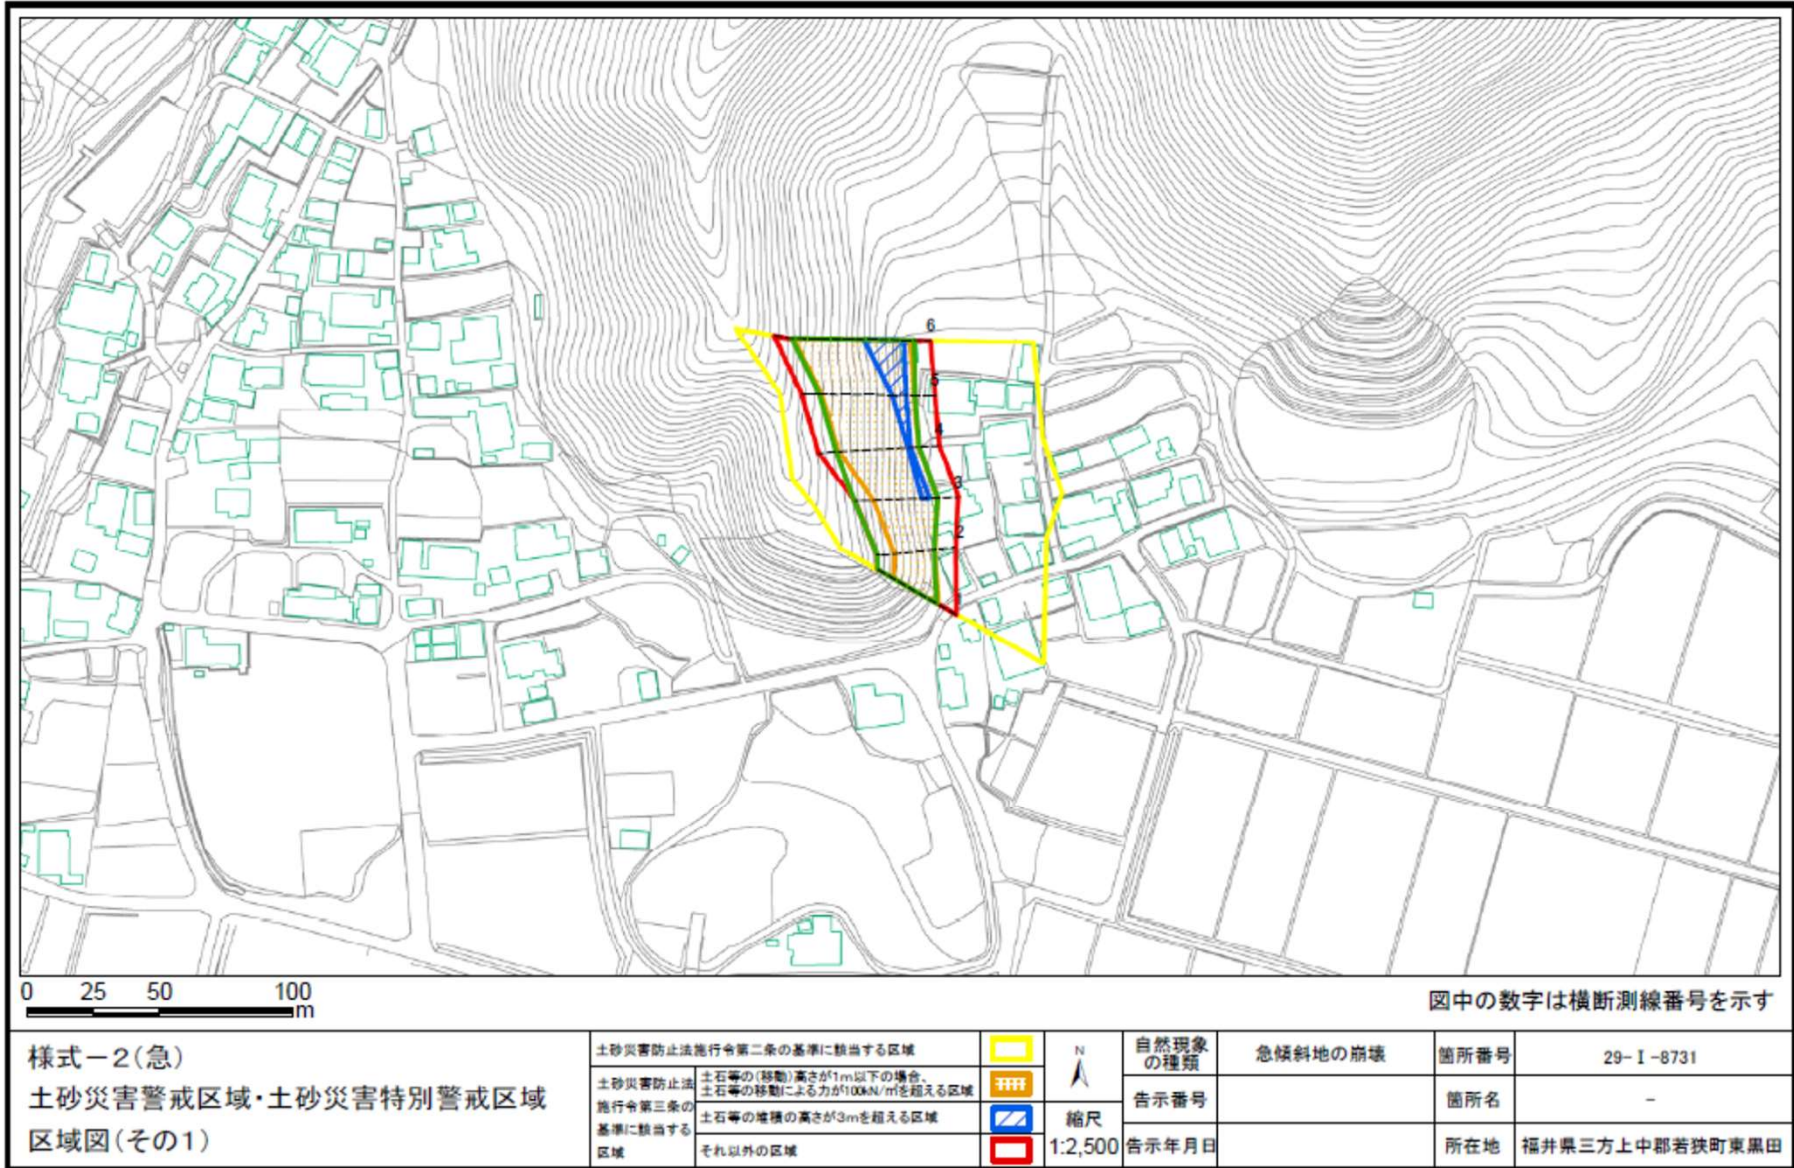 6
5
4
3
2
1
0 25 50 100
m
図中の数字は横断測線番号を示す
様式－2(急)
土砂災害警戒区域・土砂災害特別警戒区域
区域図(その1)
土砂災害防止法施行令第二条の基準に該当する区域
土砂災害防止法
施行令第三条の
基準に該当する
区域
土石等の(移動)高さが1m以下の場合、
土石等の移動による力が100kN/㎡を超える区域
土石等の堆積の高さが3mを超える区域
それ以外の区域
N
縮尺
1:2,500
自然現象
の種類
急傾斜地の崩壊
箇所番号
29-Ⅰ-8731
告示番号
箇所名
-
告示年月日
所在地
福井県三方上中郡若狭町東黒田